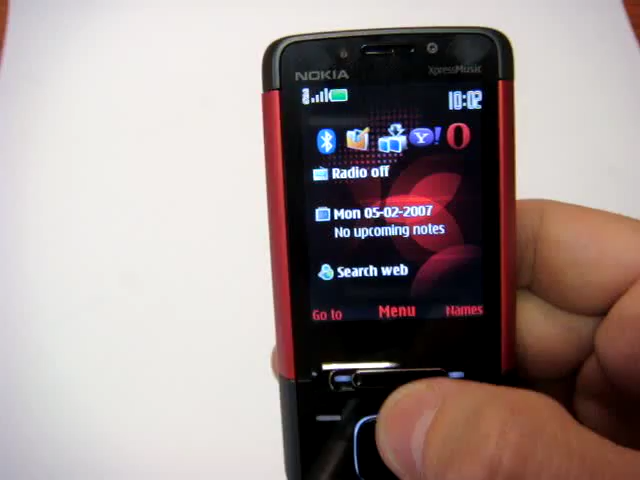 NOKIA XpressMusic
10:02
Y!
Radio off
Mon 05-02-2007
No upcoming notes
Search web
Go to Menu Names